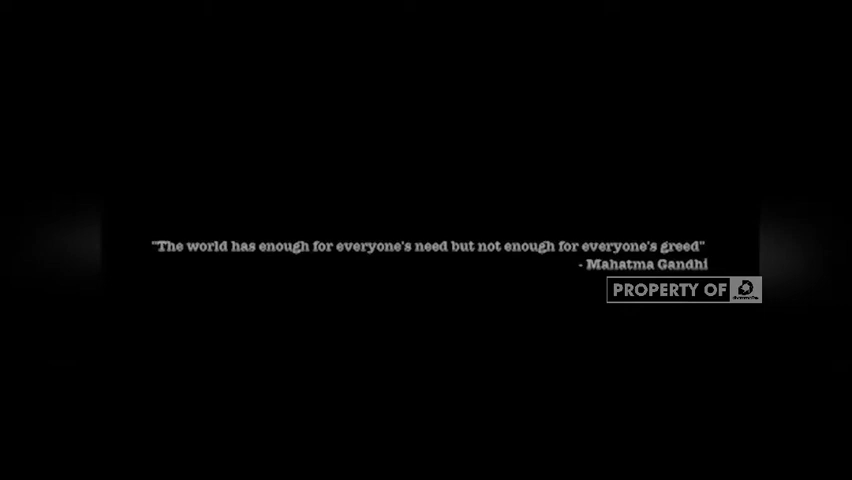 "The world has enough for everyone's need but not enough for everyone's greed"
- Mahatma Gandhi
PROPERTY OF